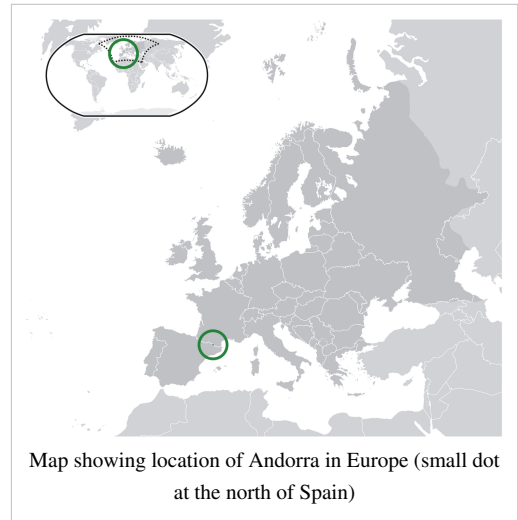 Map showing location of Andorra in Europe (small dot
at the north of Spain)